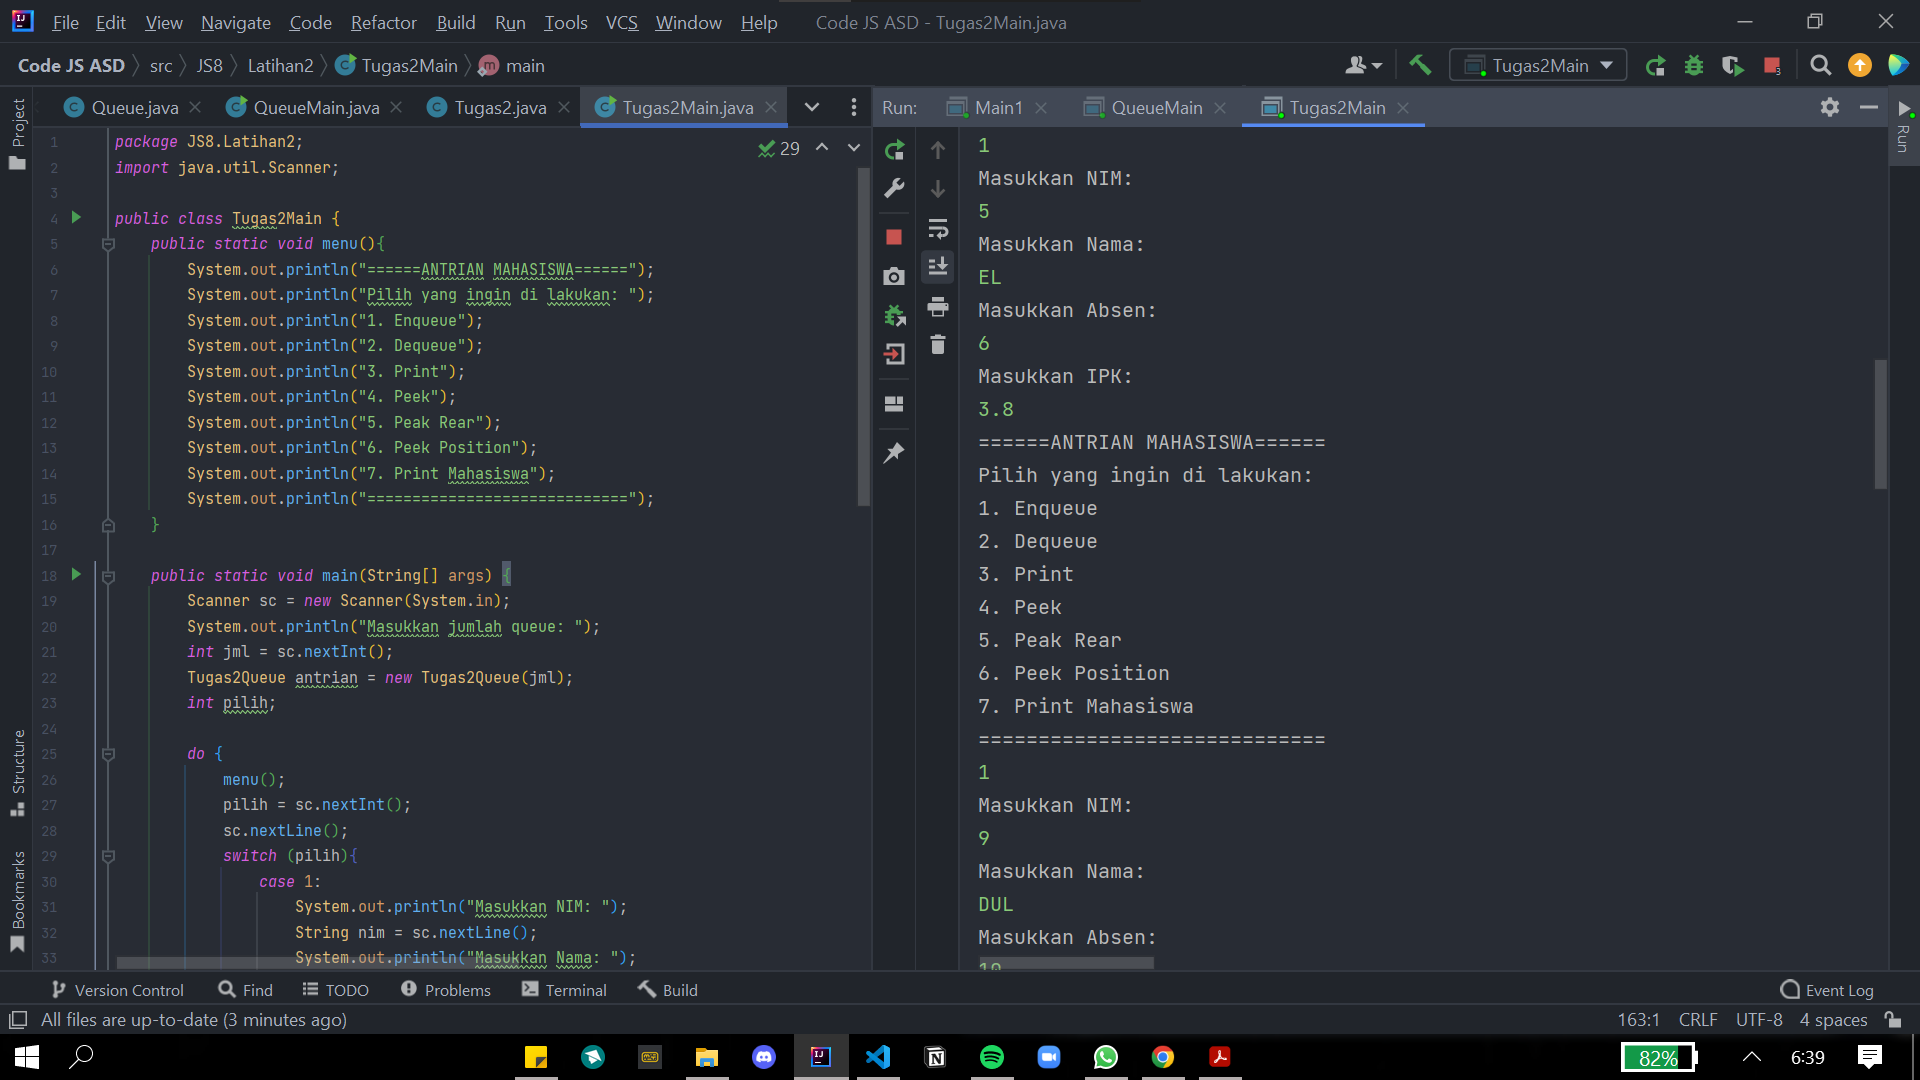 File Edit View Navigate Code Refactor Build Run Tools VCS Window Help Code JS ASD - Tugas2Main.java
Code JS ASD src JS8 Latihan2 Tugas2Main main Tugas2Main
Queue.java QueueMain.java Tugas2.java Tugas2Main.java
Run: Main1 QueueMain Tugas2Main
Project
Structure
Bookmarks
Run
29
1 package JS8.Latihan2;
2 import java.util.Scanner;
3
4 public class Tugas2Main {
5 public static void menu(){
6 System.out.println("======ANTRIAN MAHASISWA======");
7 System.out.println("Pilih yang ingin di lakukan: ");
8 System.out.println("1. Enqueue");
9 System.out.println("2. Dequeue");
10 System.out.println("3. Print");
11 System.out.println("4. Peek");
12 System.out.println("5. Peak Rear");
13 System.out.println("6. Peek Position");
14 System.out.println("7. Print Mahasiswa");
15 System.out.println("=============================");
16 }
17
18 public static void main(String[] args) {
19 Scanner sc = new Scanner(System.in);
20 System.out.println("Masukkan jumlah queue: ");
21 int jml = sc.nextInt();
22 Tugas2Queue antrian = new Tugas2Queue(jml);
23 int pilih;
24
25 do {
26 menu();
27 pilih = sc.nextInt();
28 sc.nextLine();
29 switch (pilih){
30 case 1:
31 System.out.println("Masukkan NIM: ");
32 String nim = sc.nextLine();
33 System.out.println("Masukkan Nama: ");
1
Masukkan NIM:
5
Masukkan Nama:
EL
Masukkan Absen:
6
Masukkan IPK:
3.8
======ANTRIAN MAHASISWA======
Pilih yang ingin di lakukan:
1. Enqueue
2. Dequeue
3. Print
4. Peek
5. Peak Rear
6. Peek Position
7. Print Mahasiswa
=============================
1
Masukkan NIM:
9
Masukkan Nama:
DUL
Masukkan Absen:
10
Version Control Find TODO Problems Terminal Build Event Log
All files are up-to-date (3 minutes ago) 163:1 CRLF UTF-8 4 spaces
82% 6:39